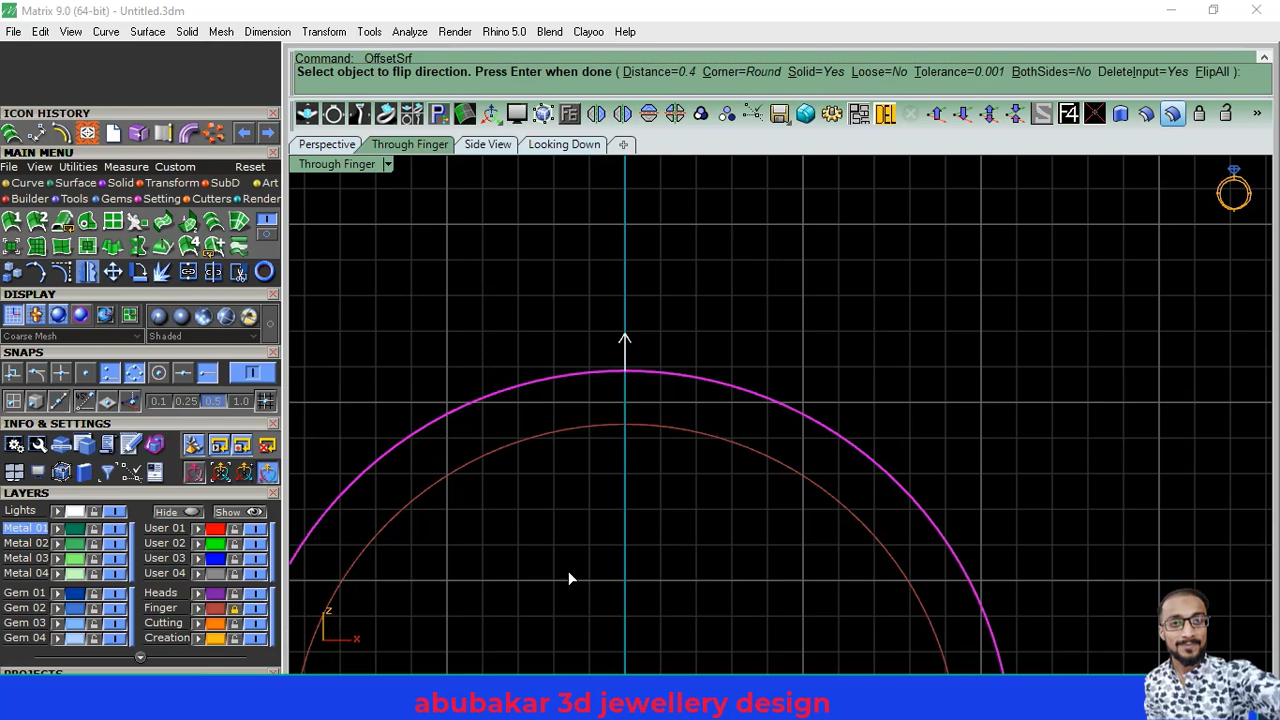 Matrix 9.0 (64-bit) - Untitled.3dm
File Edit View Curve Surface Solid Mesh Dimension Transform Tools Analyze Render Rhino 5.0 Blend Clayoo Help
Command: OffsetSrf
Select object to flip direction. Press Enter when done ( Distance=0.4 Corner=Round Solid=Yes Loose=No Tolerance=0.001 BothSides=No DeleteInput=Yes FlipAll ):
ICON HISTORY
MAIN MENU
File View Utilities Measure Custom Reset
Curve Surface Solid Transform SubD Art
Builder Tools Gems Setting Cutters Render
DISPLAY
Coarse Mesh Shaded
SNAPS
0.1 0.25 0.5 1.0
INFO & SETTINGS
LAYERS
Lights Hide Show
Metal 01 User 01
Metal 02 User 02
Metal 03 User 03
Metal 04 User 04
Gem 01 Heads
Gem 02 Finger
Gem 03 Cutting
Gem 04 Creation
PROJECTS
Perspective Through Finger Side View Looking Down
Through Finger
F4
z
x
abubakar 3d jewellery design